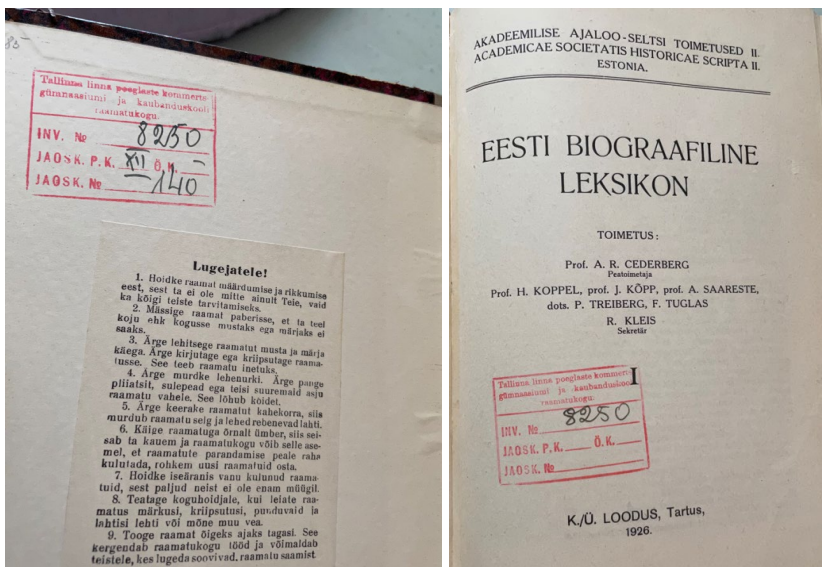 85
Tallinna linna poeglaste kommerts-
gümnaasiumi ja kaubanduskooli
raamatukogu.
INV. № 8250
JAOSK. P. K. XII Ö. K. –
JAOSK. № 140
Lugejatele!
1. Hoidke raamat määrdumise ja rikkumise
eest, sest ta ei ole mitte ainult Teie, vaid
ka kõigi teiste tarvitamiseks.
2. Mässige raamat paberisse, et ta teel
koju ehk kogusse mustaks ega märjaks ei
saaks.
3. Ärge lehitsege raamatut musta ja märja
käega. Ärge kirjutage ega kriipsutage raama-
tusse. See teeb raamatu inetuks.
4. Ärge murdke lehenurki. Ärge pange
pliiatsit, sulepead ega teisi suuremaid asju
raamatu vahele. See lõhub köidet.
5. Ärge keerake raamatut kahekorra, siis
murdub raamatu selg ja lehed rebenevad lahti.
6. Käige raamatuga õrnalt ümber, siis sei-
sab ta kauem ja raamatukogu võib selle ase-
mel, et raamatute parandamise peale raha
kulutada, rohkem uusi raamatuid osta.
7. Hoidke iseäranis vanu kulunud raama-
tuid, sest paljud neist ei ole enam müügil.
8. Teatage koguhoidjale, kui leiate raa-
matus märkusi, kriipsutusi, puuduvaid ja
lahtisi lehti või mõne muu vea.
9. Tooge raamat õigeks ajaks tagasi. See
kergendab raamatukogu tööd ja võimaldab
teistele, kes lugeda soovivad, raamatu saamist
AKADEEMILISE AJALOO-SELTSI TOIMETUSED II.
ACADEMICAE SOCIETATIS HISTORICAE SCRIPTA II.
ESTONIA.
EESTI BIOGRAAFILINE
LEKSIKON
TOIMETUS:
Prof. A. R. CEDERBERG
Peatoimetaja
Prof. H. KOPPEL, prof. J. KÕPP, prof. A. SAARESTE,
dots. P. TREIBERG, F. TUGLAS
R. KLEIS
Sekretär
I
Tallinna linna poeglaste kommerts-
gümnaasiumi ja kaubanduskooli
raamatukogu.
INV. № 8250
JAOSK. P. K. Ö. K.
JAOSK. №
K./Ü. LOODUS, Tartus,
1926.